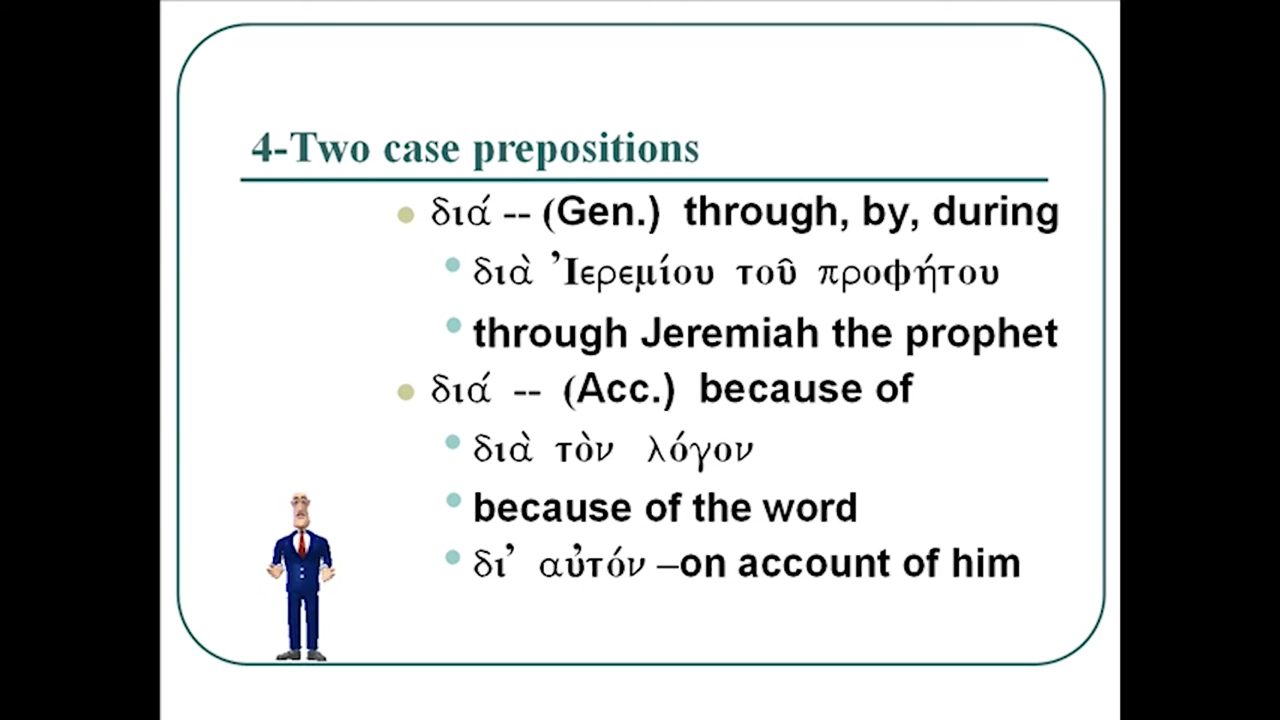 4-Two case prepositions
διά -- (Gen.) through, by, during
διὰ Ἰερεμίου τοῦ προφήτου
through Jeremiah the prophet
διά -- (Acc.) because of
διὰ τὸν λόγον
because of the word
δι’ αὐτόν –on account of him